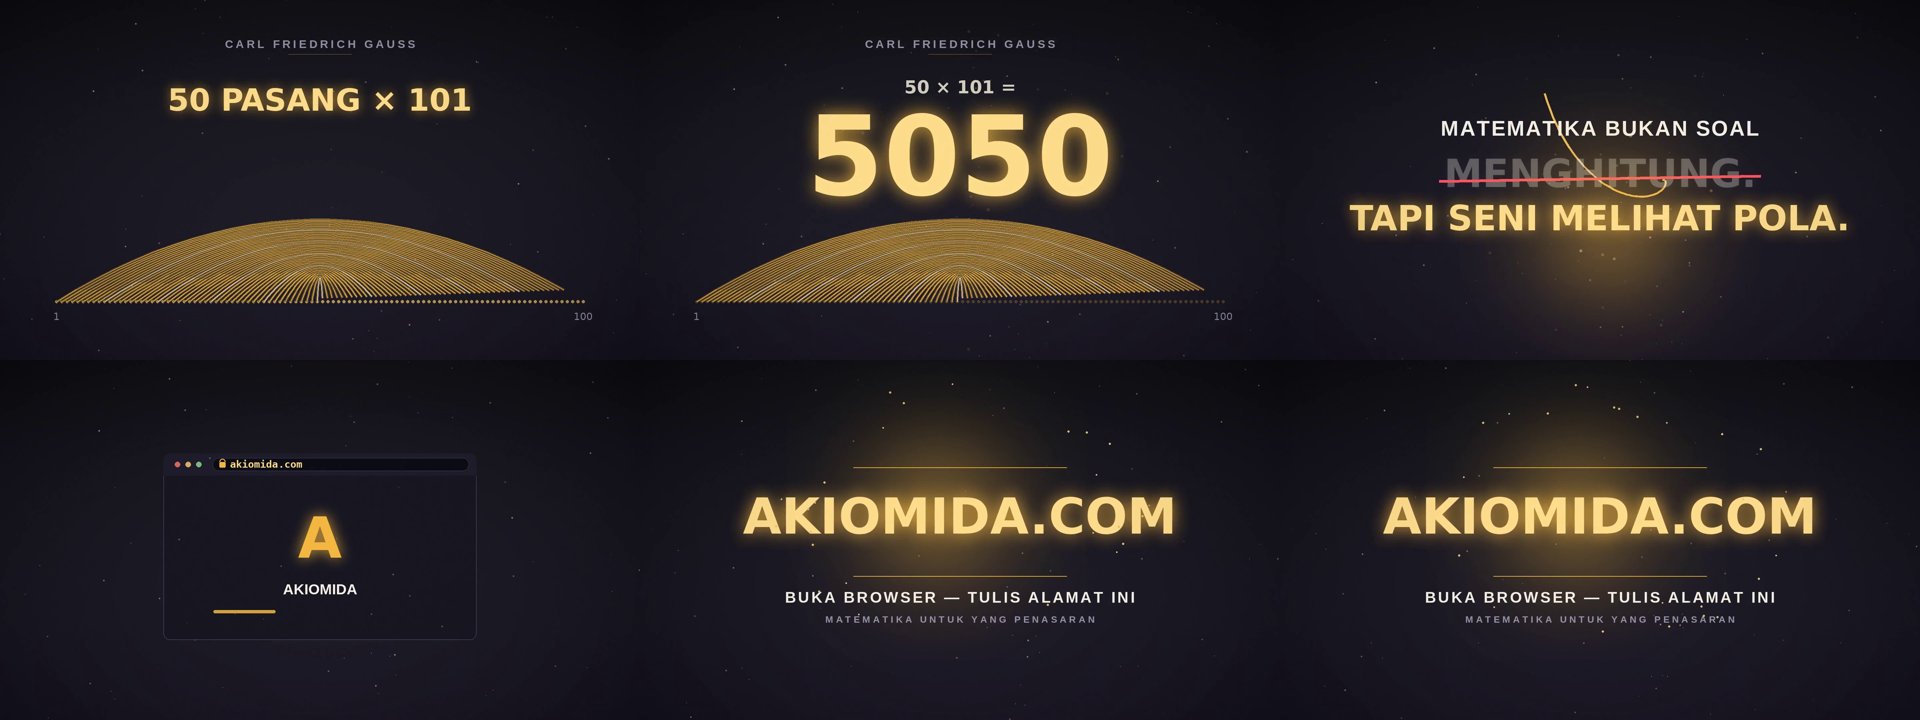 CARL FRIEDRICH GAUSS
50 PASANG × 101
1
100
CARL FRIEDRICH GAUSS
50 × 101 =
5050
1
100
MATEMATIKA BUKAN SOAL
MENGHITUNG.
TAPI SENI MELIHAT POLA.
akiomida.com
A
AKIOMIDA
AKIOMIDA.COM
BUKA BROWSER — TULIS ALAMAT INI
MATEMATIKA UNTUK YANG PENASARAN
AKIOMIDA.COM
BUKA BROWSER — TULIS ALAMAT INI
MATEMATIKA UNTUK YANG PENASARAN